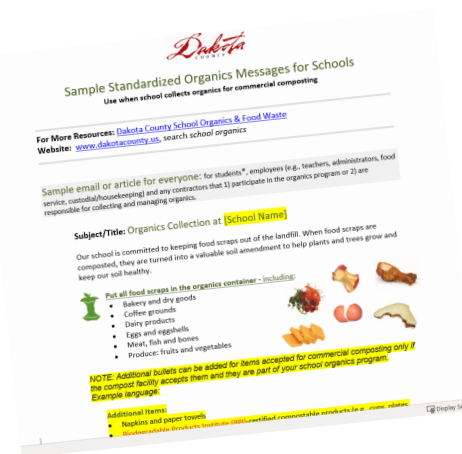 Dakota
COUNTY
Sample Standardized Organics Messages for Schools
Use when school collects organics for commercial composting
For More Resources: Dakota County School Organics & Food Waste
Website: www.dakotacounty.us, search school organics
Sample email or article for everyone: for students*, employees (e.g., teachers, administrators, food
service, custodial/housekeeping) and any contractors that 1) participate in the organics program or 2) are
responsible for collecting and managing organics.
Subject/Title: Organics Collection at [School Name]
Our school is committed to keeping food scraps out of the landfill. When food scraps are
composted, they are turned into a valuable soil amendment to help plants and trees grow and
keep our soil healthy.
Put all food scraps in the organics container - including:
• Bakery and dry goods
• Coffee grounds
• Dairy products
• Eggs and eggshells
• Meat, fish and bones
• Produce: fruits and vegetables
NOTE: Additional bullets can be added for items accepted for commercial composting only if
the compost facility accepts them and they are part of your school organics program.
Example language:
Additional Items:
• Napkins and paper towels
• Biodegradable Products Institute (BPI)-certified compostable products (e.g., cups, plates
Display Se